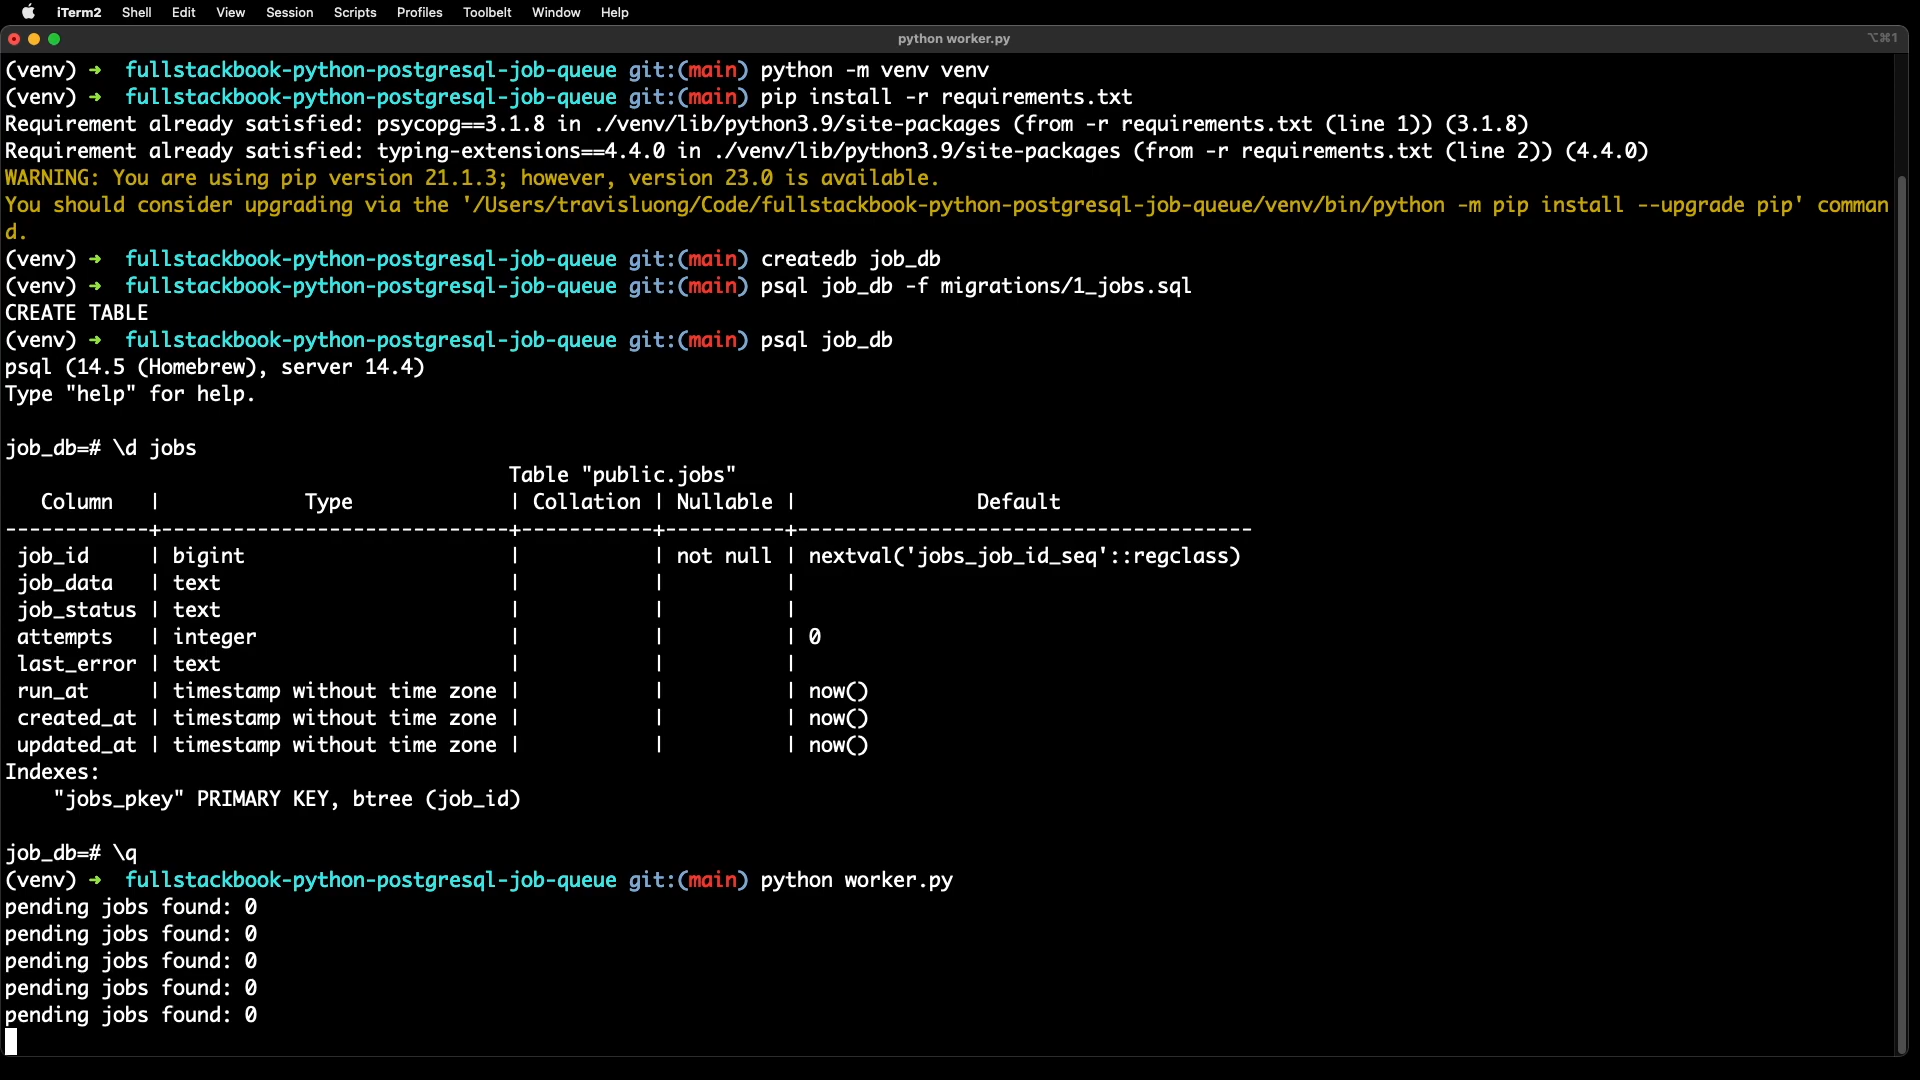 iTerm2 Shell Edit View Session Scripts Profiles Toolbelt Window Help
python worker.py ⌥⌘1
(venv) ➜  fullstackbook-python-postgresql-job-queue git:(main) python -m venv venv
(venv) ➜  fullstackbook-python-postgresql-job-queue git:(main) pip install -r requirements.txt
Requirement already satisfied: psycopg==3.1.8 in ./venv/lib/python3.9/site-packages (from -r requirements.txt (line 1)) (3.1.8)
Requirement already satisfied: typing-extensions==4.4.0 in ./venv/lib/python3.9/site-packages (from -r requirements.txt (line 2)) (4.4.0)
WARNING: You are using pip version 21.1.3; however, version 23.0 is available.
You should consider upgrading via the '/Users/travisluong/Code/fullstackbook-python-postgresql-job-queue/venv/bin/python -m pip install --upgrade pip' comman
d.
(venv) ➜  fullstackbook-python-postgresql-job-queue git:(main) createdb job_db
(venv) ➜  fullstackbook-python-postgresql-job-queue git:(main) psql job_db -f migrations/1_jobs.sql
CREATE TABLE
(venv) ➜  fullstackbook-python-postgresql-job-queue git:(main) psql job_db
psql (14.5 (Homebrew), server 14.4)
Type "help" for help.
job_db=# \d jobs
                                          Table "public.jobs"
   Column   |            Type             | Collation | Nullable |               Default
------------+-----------------------------+-----------+----------+--------------------------------------
 job_id     | bigint                      |           | not null | nextval('jobs_job_id_seq'::regclass)
 job_data   | text                        |           |          |
 job_status | text                        |           |          |
 attempts   | integer                     |           |          | 0
 last_error | text                        |           |          |
 run_at     | timestamp without time zone |           |          | now()
 created_at | timestamp without time zone |           |          | now()
 updated_at | timestamp without time zone |           |          | now()
Indexes:
    "jobs_pkey" PRIMARY KEY, btree (job_id)
job_db=# \q
(venv) ➜  fullstackbook-python-postgresql-job-queue git:(main) python worker.py
pending jobs found: 0
pending jobs found: 0
pending jobs found: 0
pending jobs found: 0
pending jobs found: 0